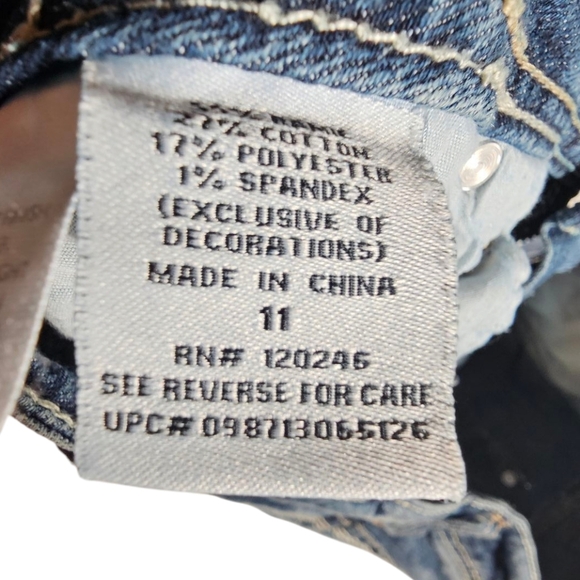 27% COTTON
17% POLYESTER
1% SPANDEX
(EXCLUSIVE OF
DECORATIONS)
MADE IN CHINA
11
RN# 120246
SEE REVERSE FOR CARE
UPC# 098713065126